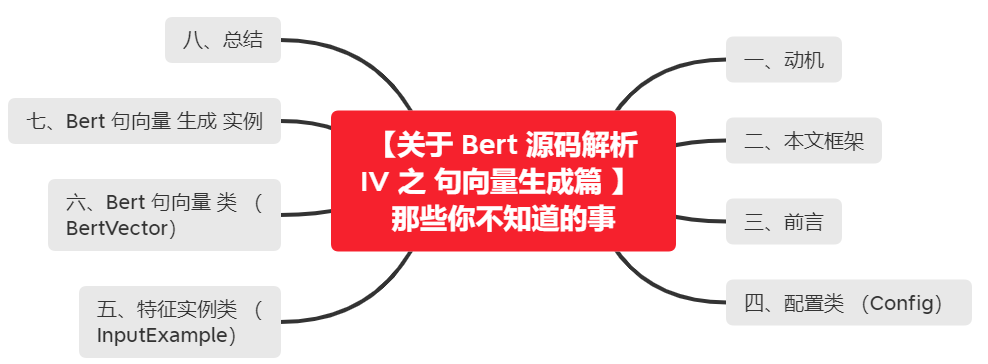 【关于 Bert 源码解析
IV 之 句向量生成篇 】
那些你不知道的事
一、动机
二、本文框架
三、前言
四、配置类 （Config）
五、特征实例类 （
InputExample）
六、Bert 句向量 类 （
BertVector）
七、Bert 句向量 生成 实例
八、总结